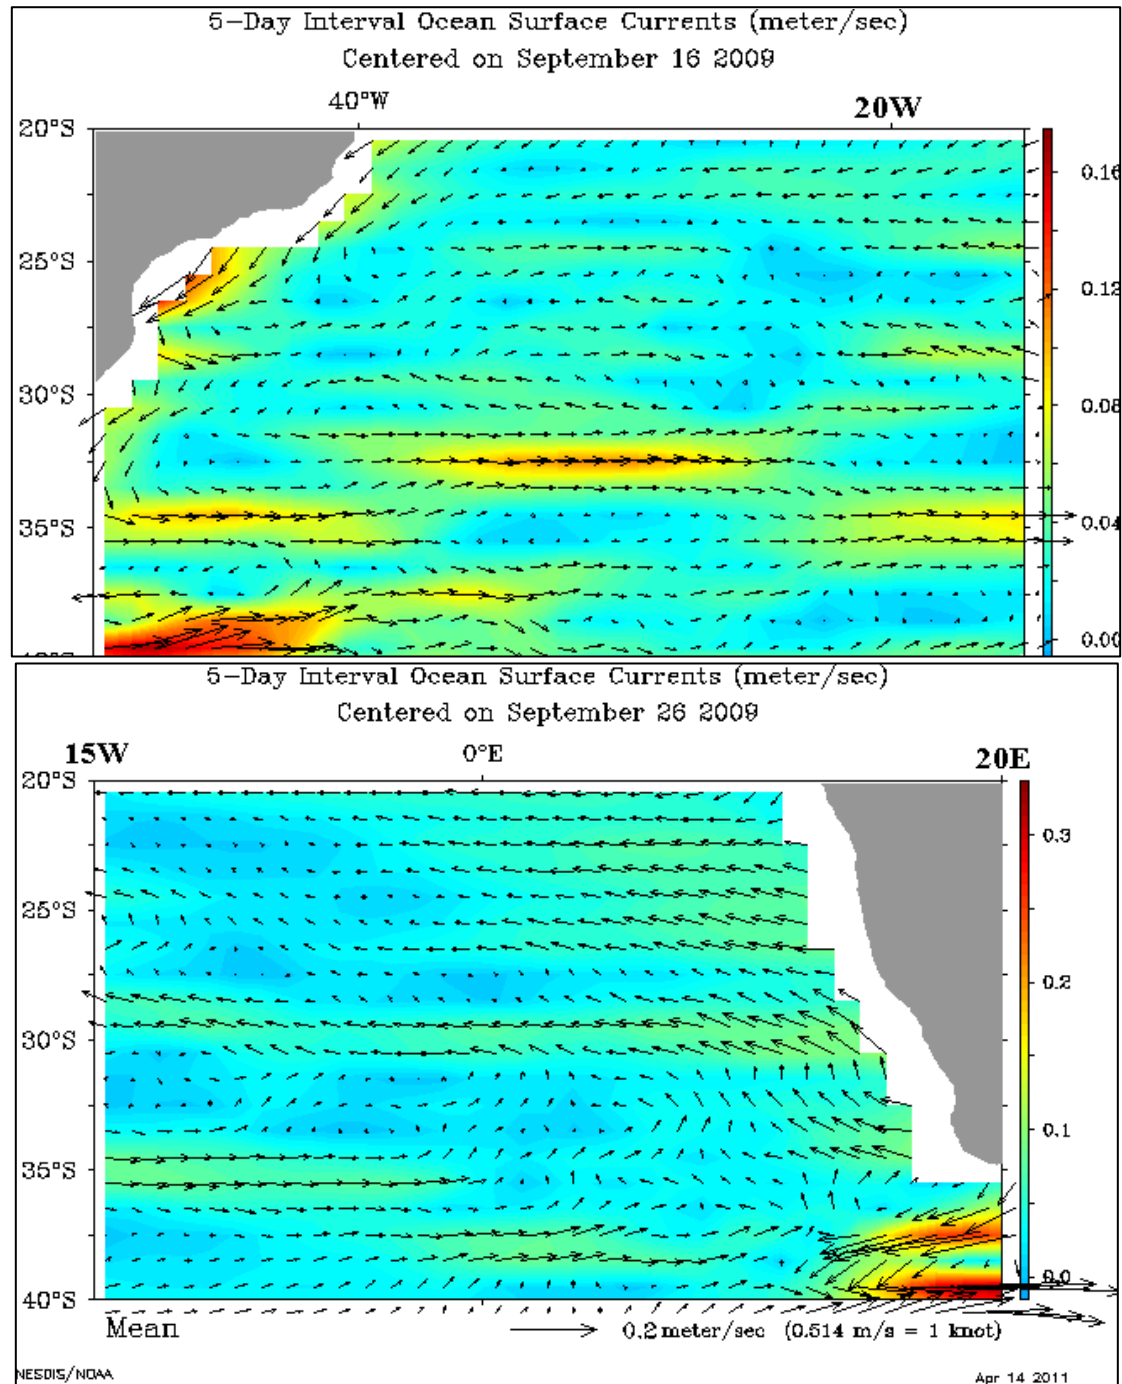 5-Day Interval Ocean Surface Currents (meter/sec)
Centered on September 16 2009
40°W 20W
20°S
25°S
30°S
35°S
0.16
0.12
0.08
0.04
0.00
5-Day Interval Ocean Surface Currents (meter/sec)
Centered on September 26 2009
15W 0°E 20E
20°S
25°S
30°S
35°S
40°S
0.3
0.2
0.1
0.0
Mean 0.2 meter/sec (0.514 m/s = 1 knot)
NESDIS/NOAA Apr 14 2011